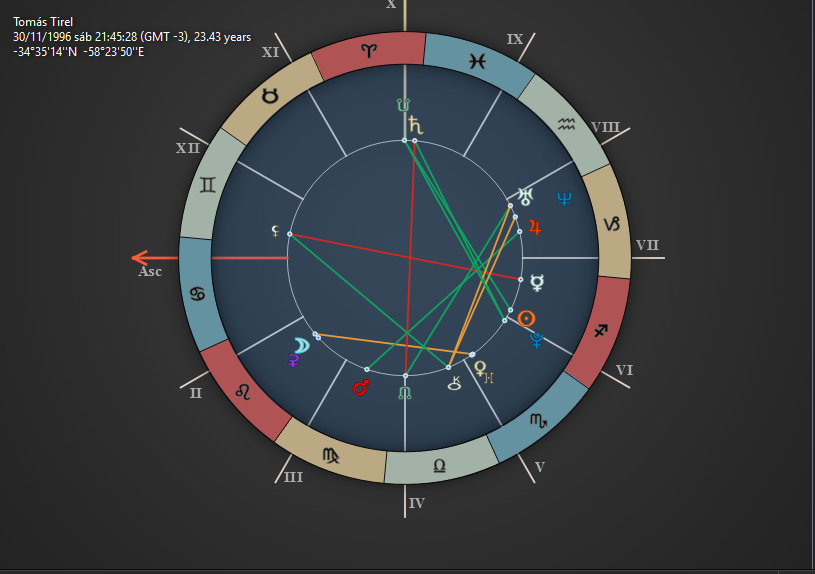 Tomás Tirel
30/11/1996 sáb 21:45:28 (GMT -3), 23.43 years
-34°35'14''N -58°23'50''E
X
XI
IX
XII
VIII
Asc
VII
II
VI
III
V
IV